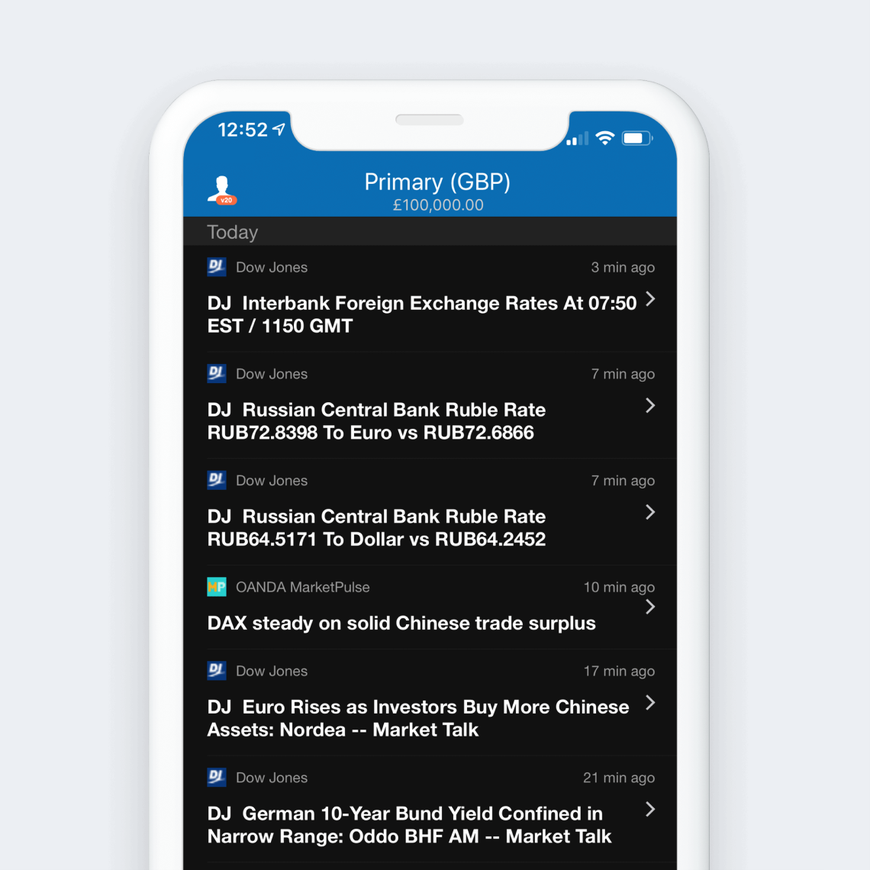 12:52
Primary (GBP)
v20
£100,000.00
Today
DJ Dow Jones 3 min ago
DJ Interbank Foreign Exchange Rates At 07:50
EST / 1150 GMT
DJ Dow Jones 7 min ago
DJ Russian Central Bank Ruble Rate
RUB72.8398 To Euro vs RUB72.6866
DJ Dow Jones 7 min ago
DJ Russian Central Bank Ruble Rate
RUB64.5171 To Dollar vs RUB64.2452
MP OANDA MarketPulse 10 min ago
DAX steady on solid Chinese trade surplus
DJ Dow Jones 17 min ago
DJ Euro Rises as Investors Buy More Chinese
Assets: Nordea -- Market Talk
DJ Dow Jones 21 min ago
DJ German 10-Year Bund Yield Confined in
Narrow Range: Oddo BHF AM -- Market Talk